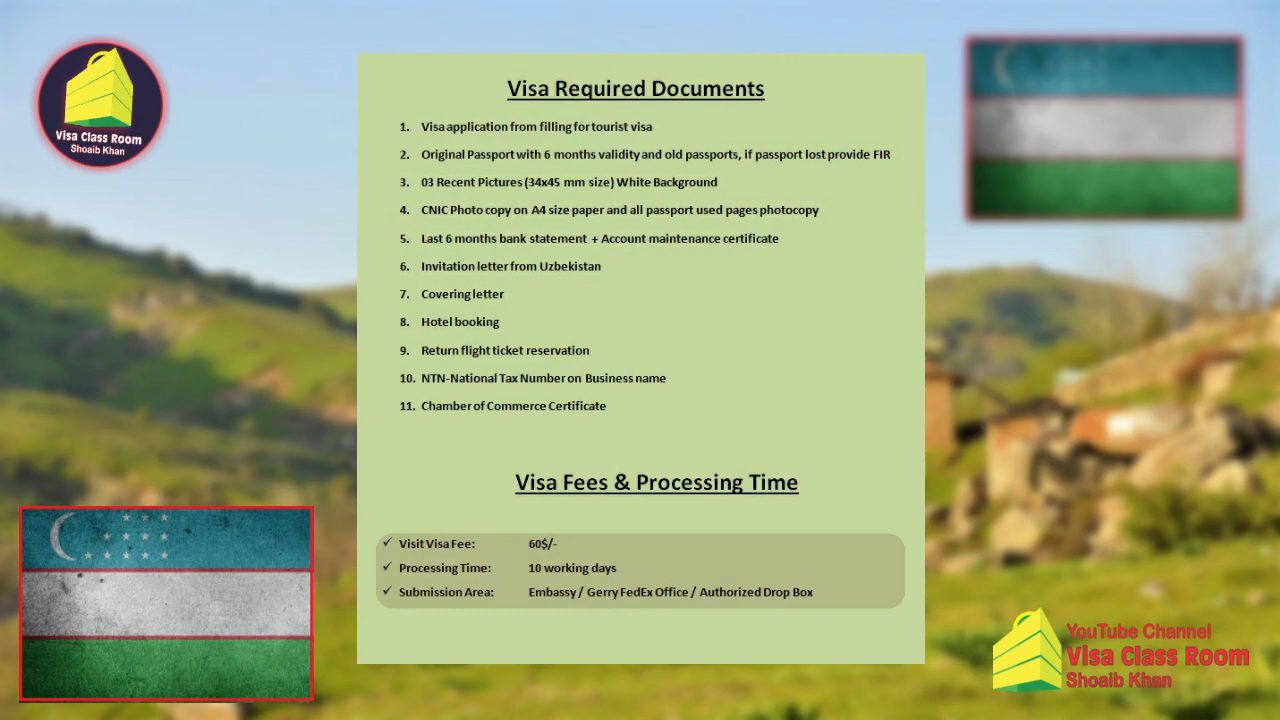 Visa Class Room
Shoaib Khan
Visa Required Documents
1. Visa application from filling for tourist visa
2. Original Passport with 6 months validity and old passports, if passport lost provide FIR
3. 03 Recent Pictures (34x45 mm size) White Background
4. CNIC Photo copy on A4 size paper and all passport used pages photocopy
5. Last 6 months bank statement + Account maintenance certificate
6. Invitation letter from Uzbekistan
7. Covering letter
8. Hotel booking
9. Return flight ticket reservation
10. NTN-National Tax Number on Business name
11. Chamber of Commerce Certificate
Visa Fees & Processing Time
✓ Visit Visa Fee: 60$/-
✓ Processing Time: 10 working days
✓ Submission Area: Embassy / Gerry FedEx Office / Authorized Drop Box
YouTube Channel
Visa Class Room
Shoaib Khan